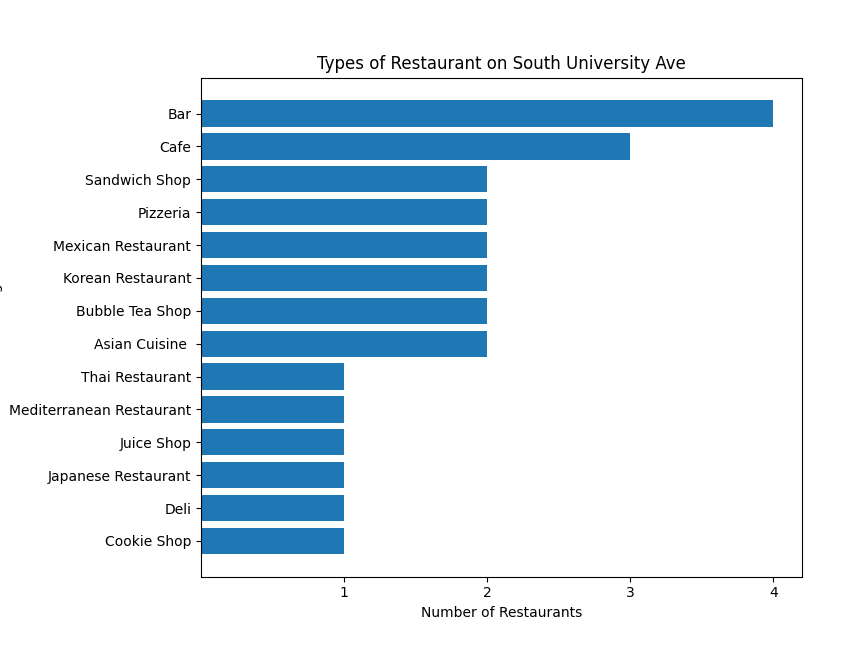 Types of Restaurant on South University Ave
Bar
Cafe
Sandwich Shop
Pizzeria
Mexican Restaurant
Korean Restaurant
Bubble Tea Shop
Asian Cuisine
Thai Restaurant
Mediterranean Restaurant
Juice Shop
Japanese Restaurant
Deli
Cookie Shop
1 2 3 4
Number of Restaurants